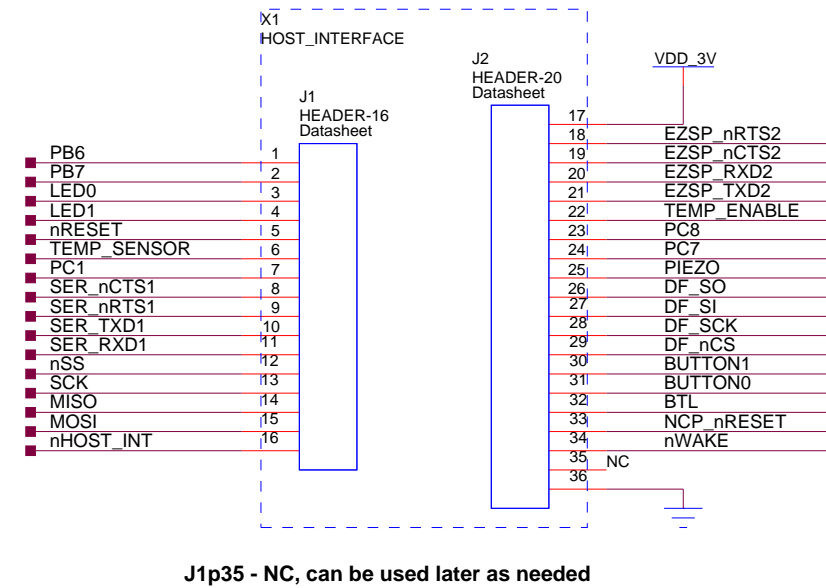 X1
HOST_INTERFACE
J2
HEADER-20
Datasheet
VDD_3V
J1
HEADER-16
Datasheet
PB6 1
PB7 2
LED0 3
LED1 4
nRESET 5
TEMP_SENSOR 6
PC1 7
SER_nCTS1 8
SER_nRTS1 9
SER_TXD1 10
SER_RXD1 11
nSS 12
SCK 13
MISO 14
MOSI 15
nHOST_INT 16
17
18 EZSP_nRTS2
19 EZSP_nCTS2
20 EZSP_RXD2
21 EZSP_TXD2
22 TEMP_ENABLE
23 PC8
24 PC7
25 PIEZO
26 DF_SO
27 DF_SI
28 DF_SCK
29 DF_nCS
30 BUTTON1
31 BUTTON0
32 BTL
33 NCP_nRESET
34 nWAKE
35 NC
36
J1p35 - NC, can be used later as needed